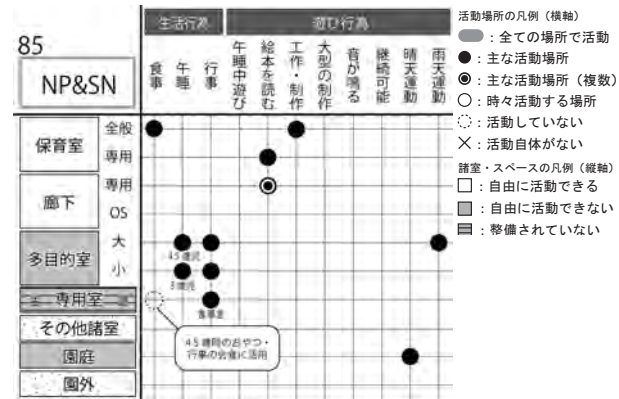 85
NP&SN
生活行為
遊び行為
食事
午睡
行事
午睡中遊び
絵本を読む
工作・制作
大型の制作
音が鳴る
継続可能
晴天運動
雨天運動
保育室
全般
専用
廊下
専用
OS
多目的室
大
小
専用室
その他諸室
園庭
園外
45歳児
3歳児
45歳時のおやつ・
行事の会食に活用
活動場所の凡例（横軸）
：全ての場所で活動
：主な活動場所
：主な活動場所（複数）
：時々活動する場所
：活動していない
：活動自体がない
諸室・スペースの凡例（縦軸）
：自由に活動できる
：自由に活動できない
：整備されていない